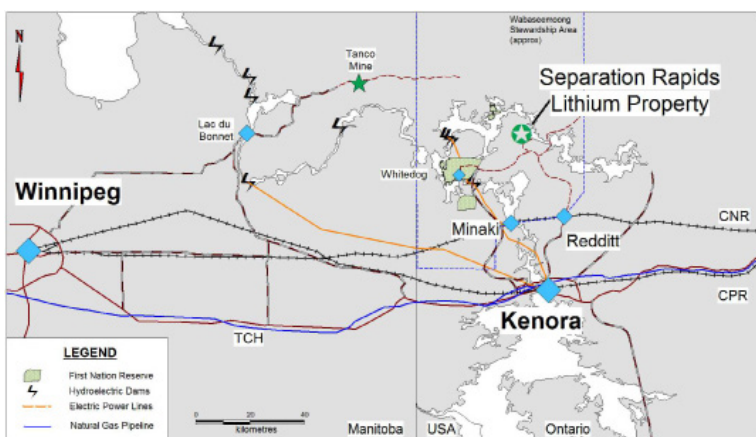 N
Wabaseemoong
Stewardship Area
(approx)
Tanco
Mine
Separation Rapids
Lithium Property
Lac du
Bonnet
Whitedog
Winnipeg
Minaki
Redditt
CNR
CPR
Kenora
TCH
LEGEND
First Nation Reserve
Hydroelectric Dams
Electric Power Lines
Natural Gas Pipeline
0 20 40
kilometres
Manitoba
USA
Ontario